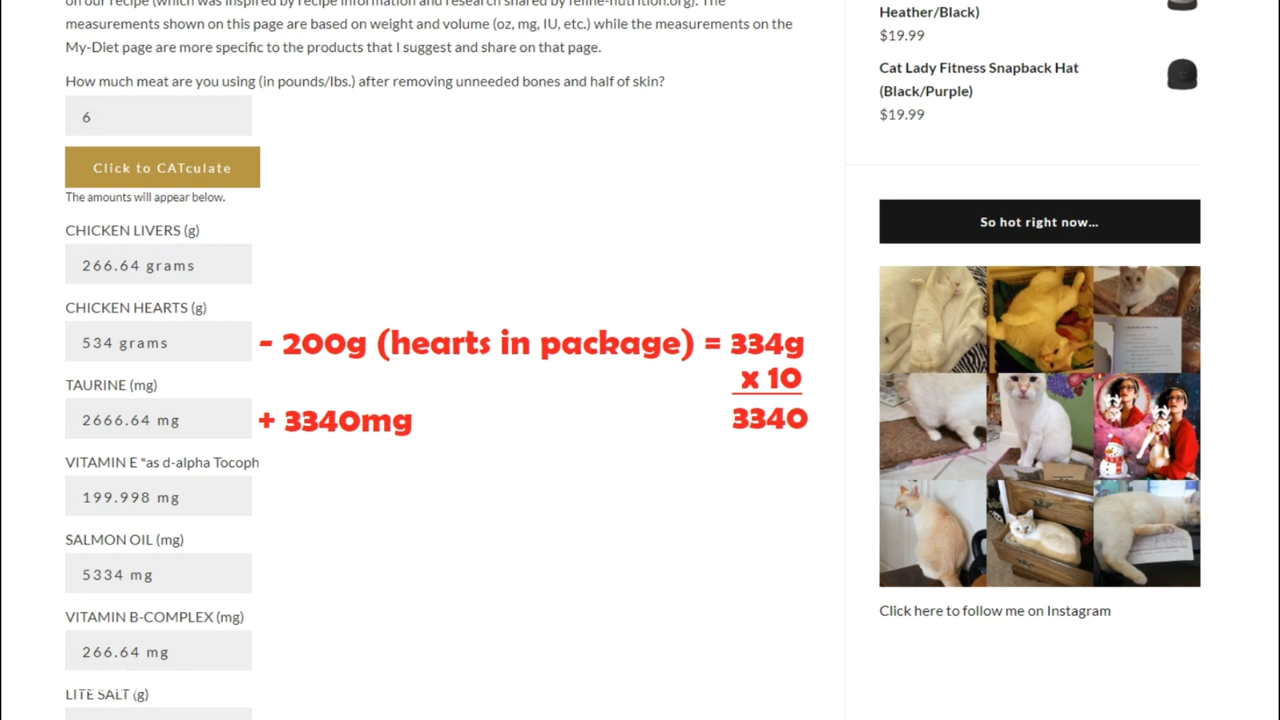 on our recipe (which was inspired by recipe information and research shared by feline-nutrition.org). The
measurements shown on this page are based on weight and volume (oz, mg, IU, etc.) while the measurements on the
My-Diet page are more specific to the products that I suggest and share on that page.
How much meat are you using (in pounds/lbs.) after removing unneeded bones and half of skin?
6
Click to CATculate
The amounts will appear below.
CHICKEN LIVERS (g)
266.64 grams
CHICKEN HEARTS (g)
534 grams
- 200g (hearts in package) = 334g
x 10
TAURINE (mg)
2666.64 mg
+ 3340mg
3340
VITAMIN E *as d-alpha Tocoph
199.998 mg
SALMON OIL (mg)
5334 mg
VITAMIN B-COMPLEX (mg)
266.64 mg
LITE SALT (g)
Heather/Black)
$19.99
Cat Lady Fitness Snapback Hat
(Black/Purple)
$19.99
So hot right now...
Click here to follow me on Instagram